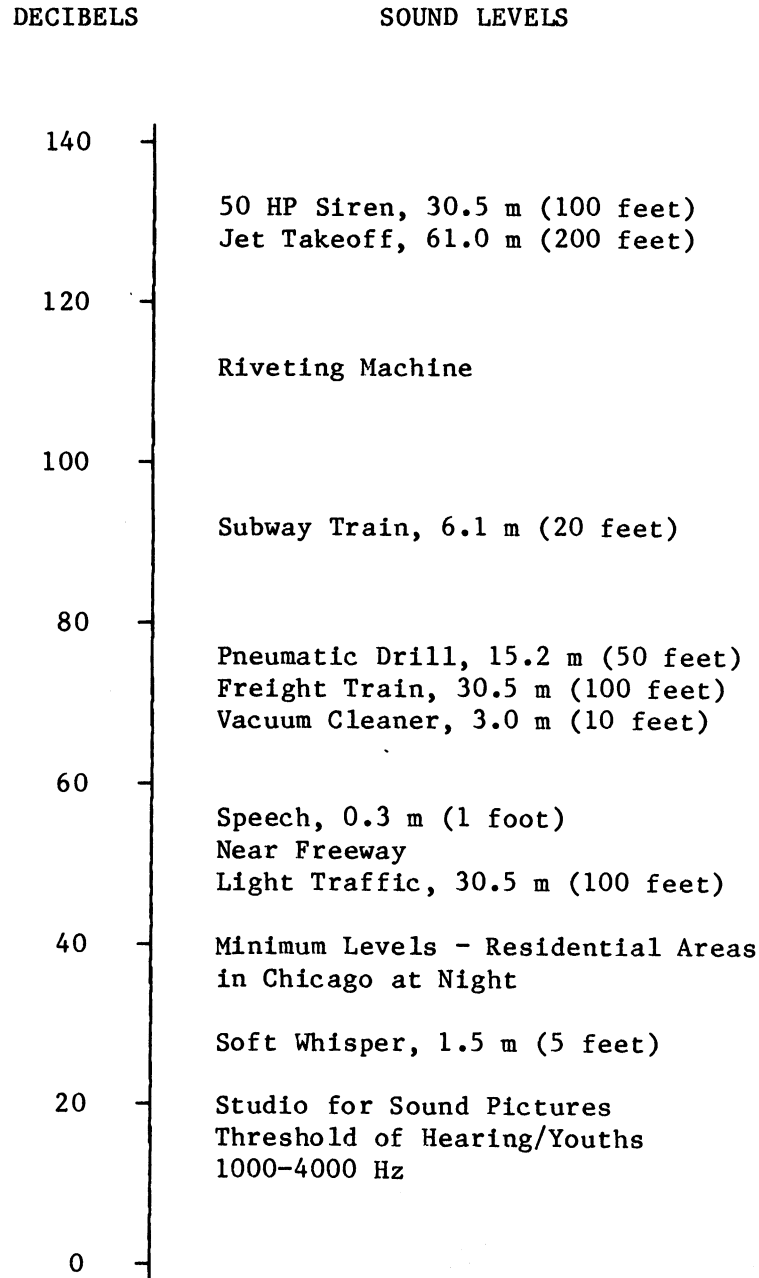 DECIBELS SOUND LEVELS
140
50 HP Siren, 30.5 m (100 feet)
Jet Takeoff, 61.0 m (200 feet)
120
Riveting Machine
100
Subway Train, 6.1 m (20 feet)
80
Pneumatic Drill, 15.2 m (50 feet)
Freight Train, 30.5 m (100 feet)
Vacuum Cleaner, 3.0 m (10 feet)
60
Speech, 0.3 m (1 foot)
Near Freeway
Light Traffic, 30.5 m (100 feet)
40 Minimum Levels - Residential Areas
in Chicago at Night
Soft Whisper, 1.5 m (5 feet)
20 Studio for Sound Pictures
Threshold of Hearing/Youths
1000-4000 Hz
0